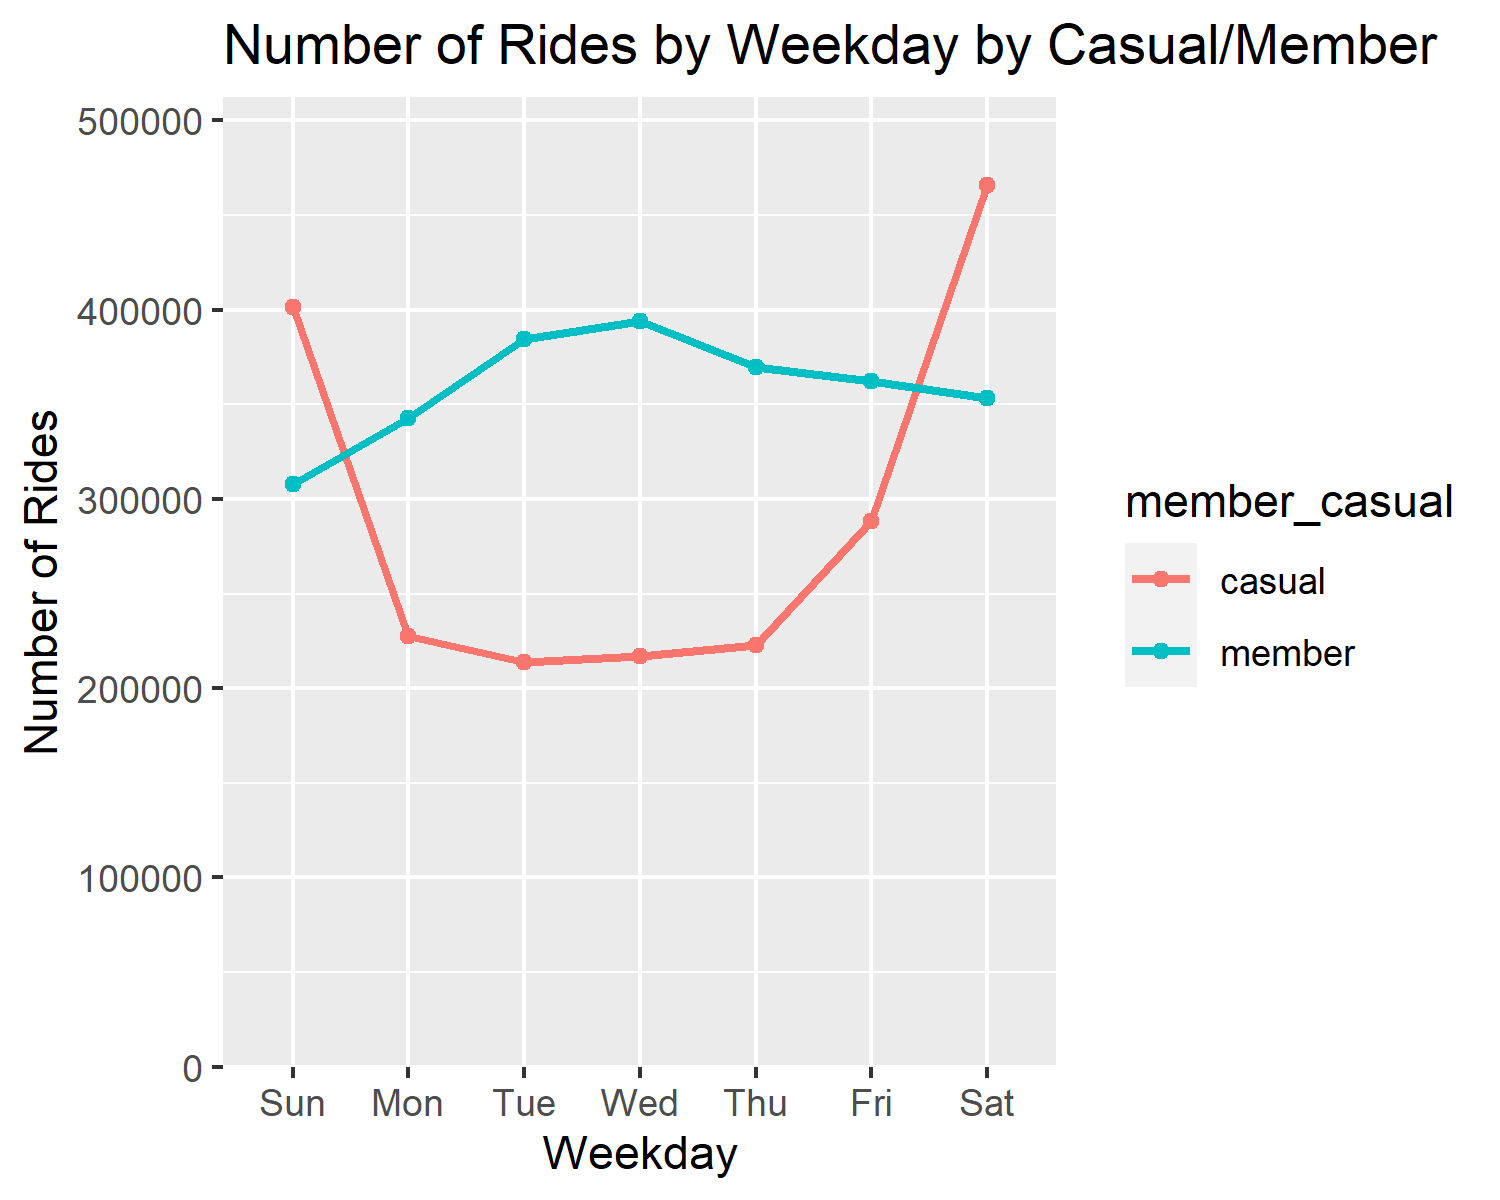 Number of Rides by Weekday by Casual/Member
Number of Rides
500000
400000
300000
200000
100000
0
Sun Mon Tue Wed Thu Fri Sat
Weekday
member_casual
casual
member